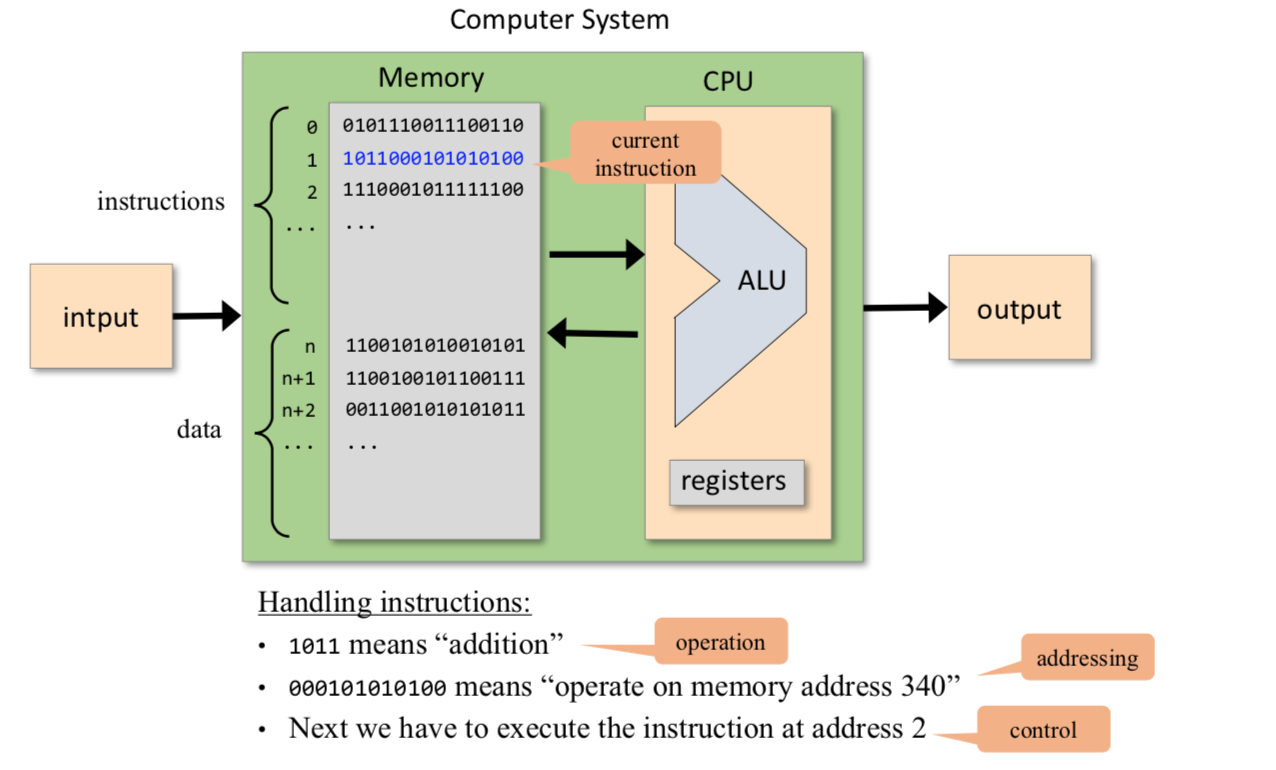 Computer System
Memory
CPU
instructions
0 0101110011100110
1 1011000101010100
2 1110001011111100
... ...
current
instruction
intput
ALU
output
data
n 1100101010010101
n+1 1100100101100111
n+2 0011001010101011
... ...
registers
Handling instructions:
• 1011 means “addition”
operation
• 000101010100 means “operate on memory address 340”
addressing
• Next we have to execute the instruction at address 2
control